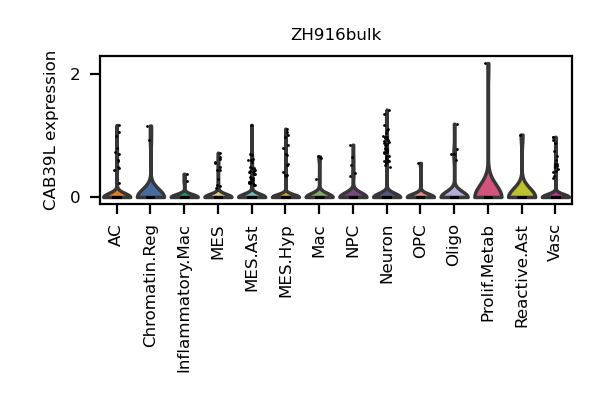 ZH916bulk
CAB39L expression
2
0
AC
Chromatin.Reg
Inflammatory.Mac
MES
MES.Ast
MES.Hyp
Mac
NPC
Neuron
OPC
Oligo
Prolif.Metab
Reactive.Ast
Vasc